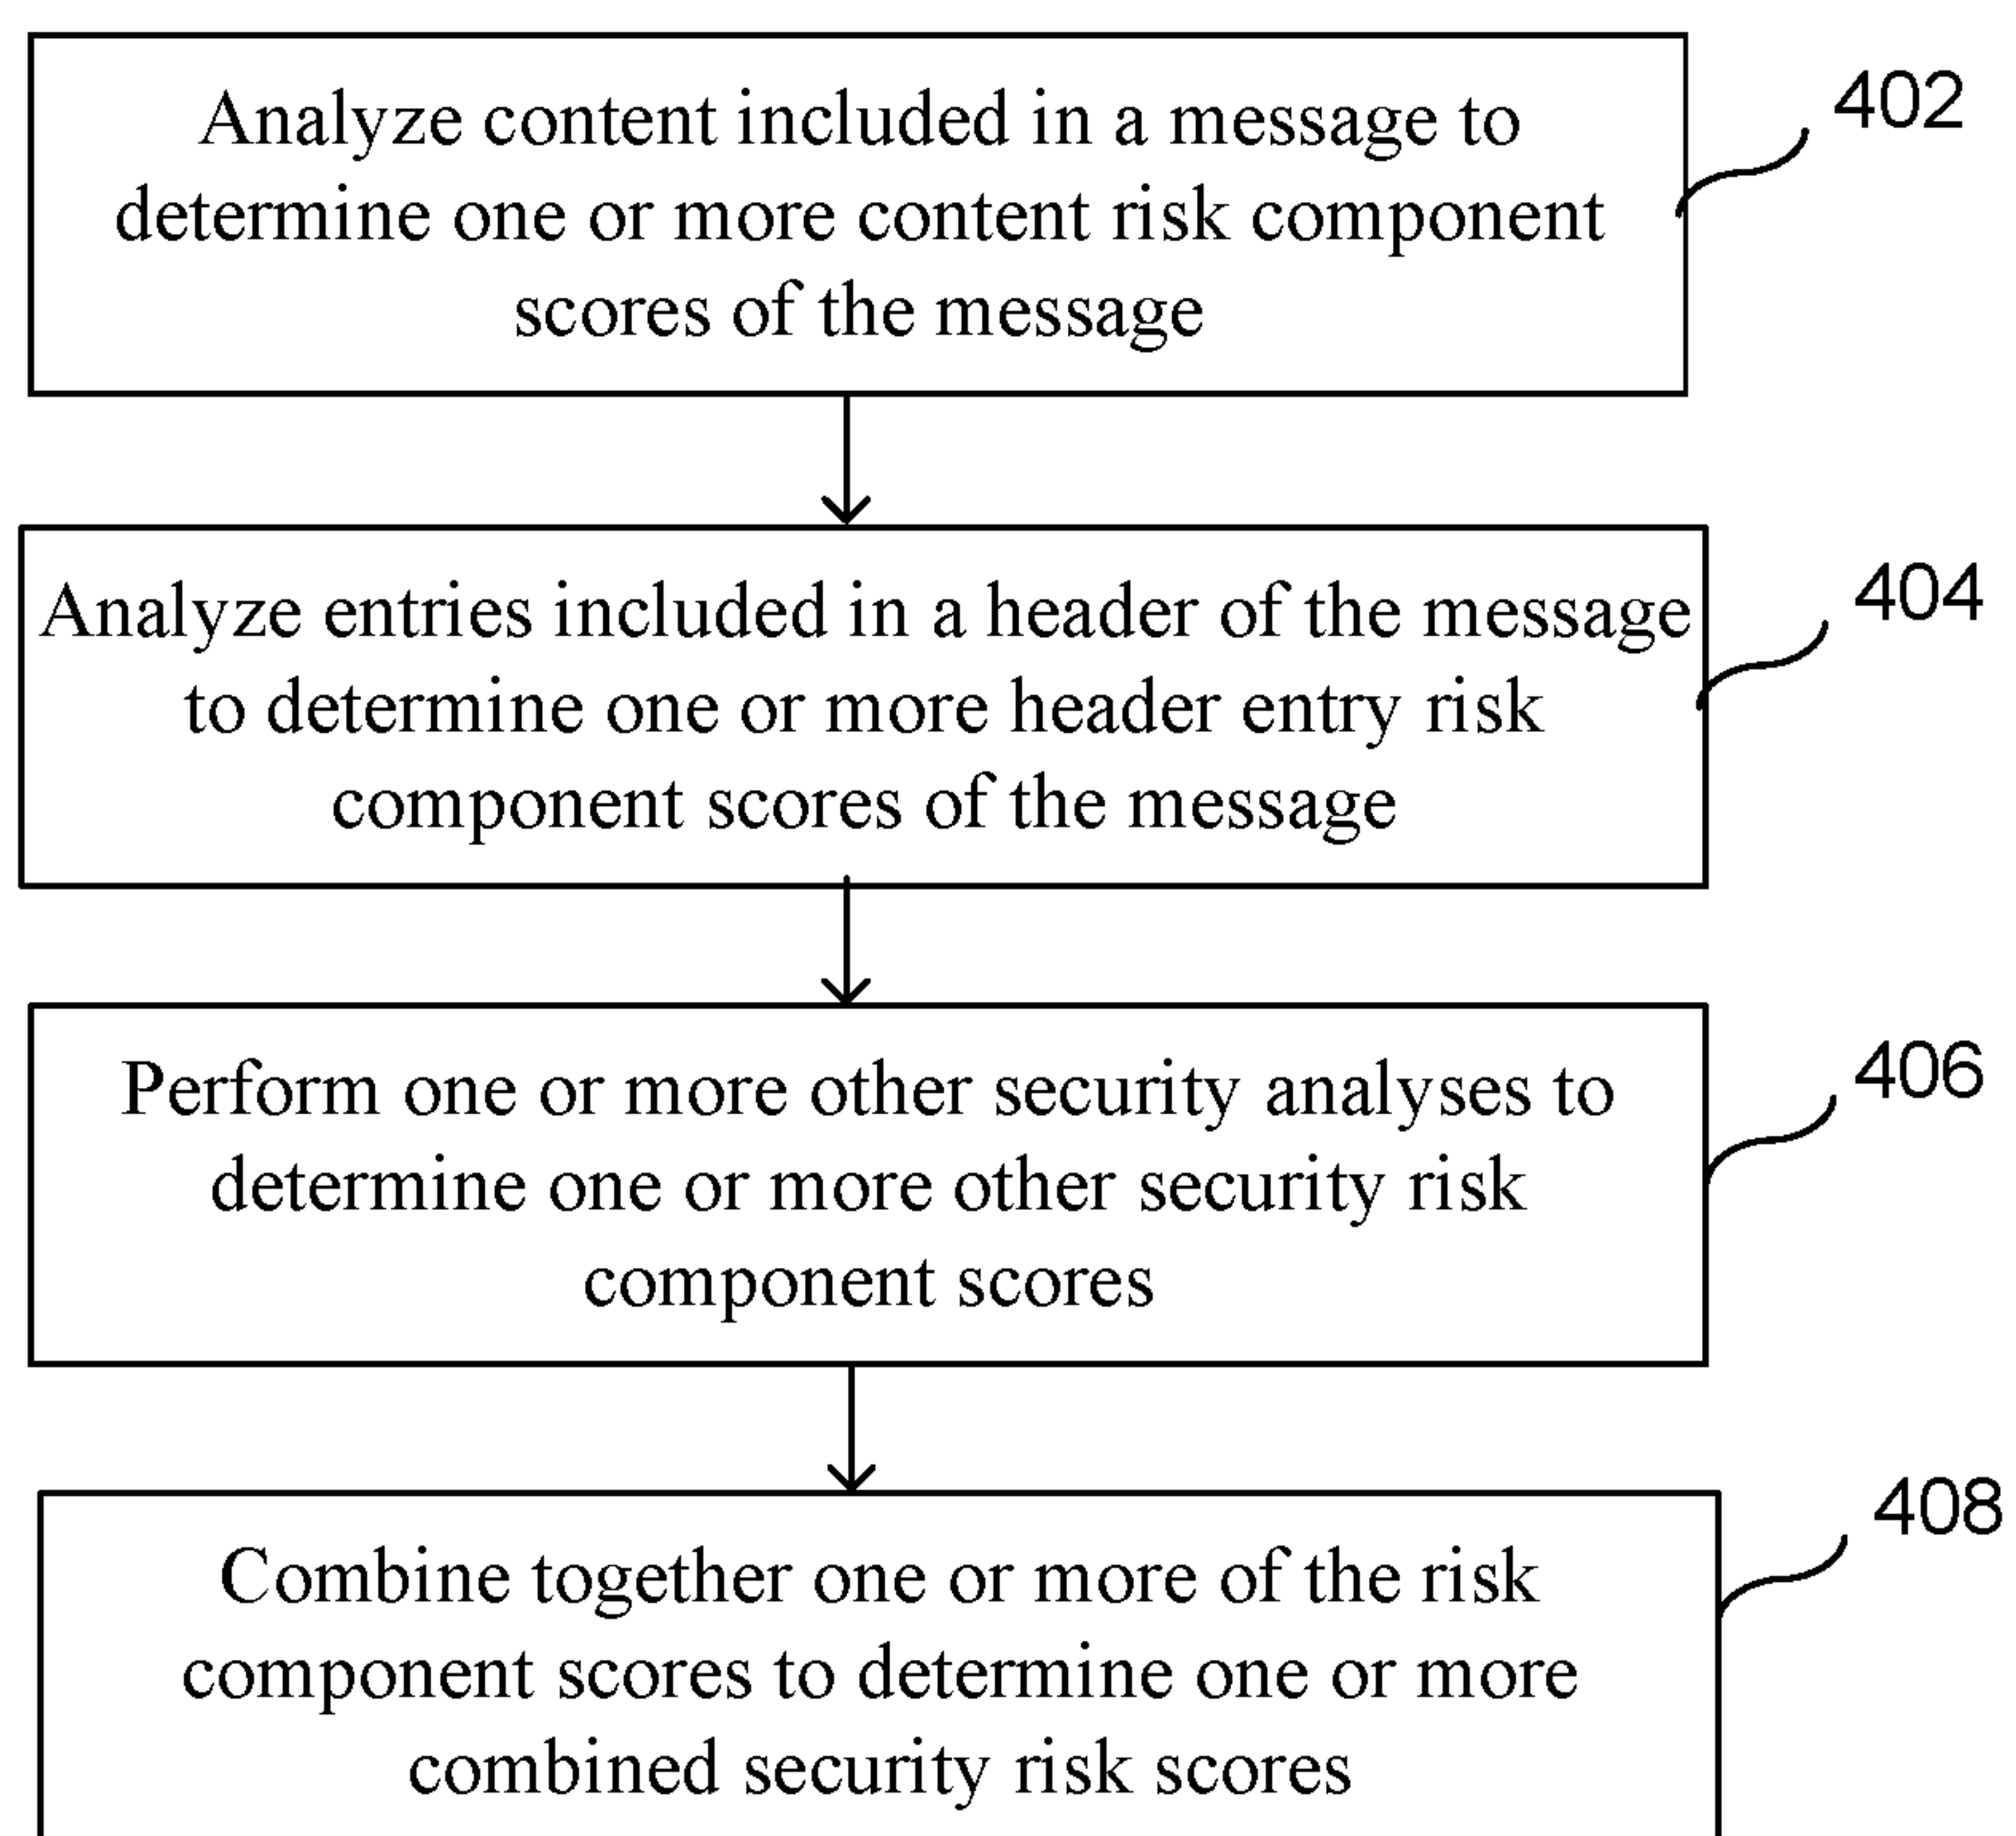 Analyze content included in a message to
determine one or more content risk component
scores of the message
402
Analyze entries included in a header of the message
to determine one or more header entry risk
component scores of the message
404
Perform one or more other security analyses to
determine one or more other security risk
component scores
406
Combine together one or more of the risk
component scores to determine one or more
combined security risk scores
408